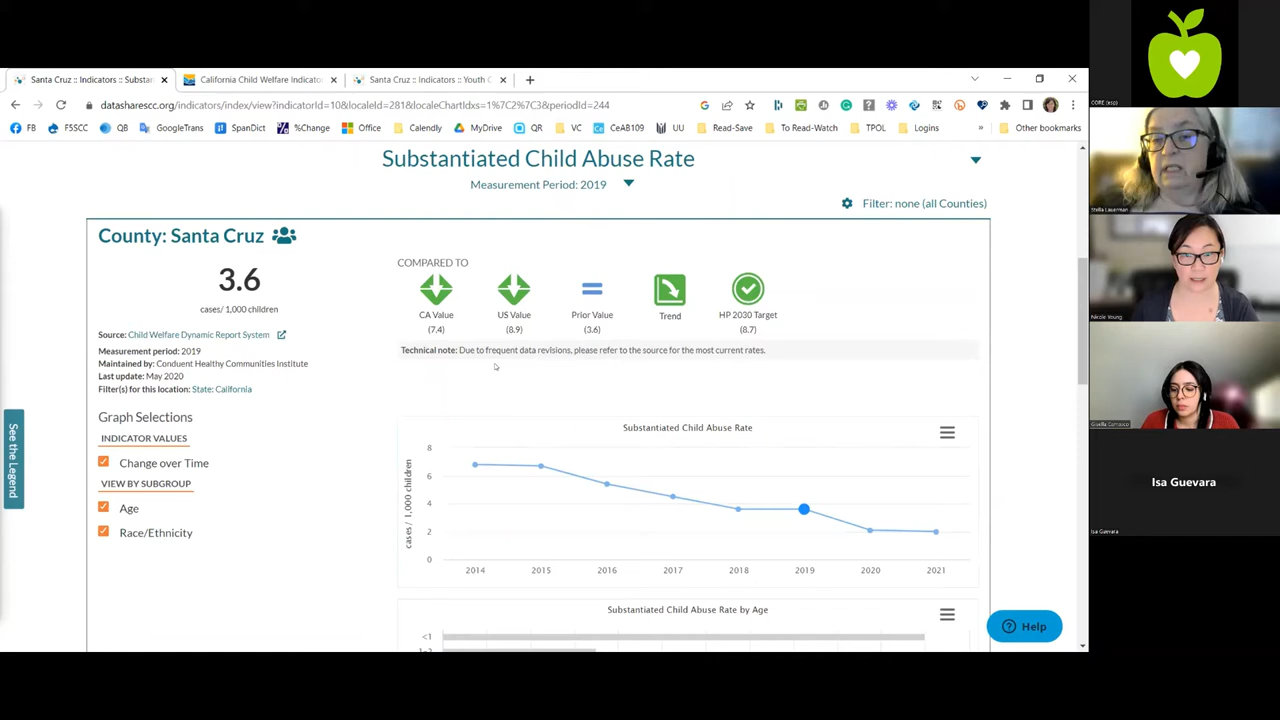 Santa Cruz :: Indicators :: Substan
California Child Welfare Indicator
Santa Cruz :: Indicators :: Youth C
datasharescc.org/indicators/index/view?indicatorId=10&localeId=281&localeChartIdxs=1%7C2%7C3&periodId=244
FB
F5SCC
QB
GoogleTrans
SpanDict
%Change
Office
Calendly
MyDrive
QR
VC
CeAB109
UU
Read-Save
To Read-Watch
TPOL
Logins
»
Other bookmarks
Substantiated Child Abuse Rate
Measurement Period: 2019
Filter: none (all Counties)
County: Santa Cruz
3.6
cases/ 1,000 children
Source: Child Welfare Dynamic Report System
Measurement period: 2019
Maintained by: Conduent Healthy Communities Institute
Last update: May 2020
Filter(s) for this location: State: California
Graph Selections
INDICATOR VALUES
Change over Time
VIEW BY SUBGROUP
Age
Race/Ethnicity
See the Legend
COMPARED TO
CA Value
(7.4)
US Value
(8.9)
Prior Value
(3.6)
Trend
HP 2030 Target
(8.7)
Technical note: Due to frequent data revisions, please refer to the source for the most current rates.
Substantiated Child Abuse Rate
cases / 1,000 children
8
6
4
2
0
2014
2015
2016
2017
2018
2019
2020
2021
Substantiated Child Abuse Rate by Age
<1
1-2
Help
CORE (esp)
Nicole Young
Isa Guevara
Isa Guevara